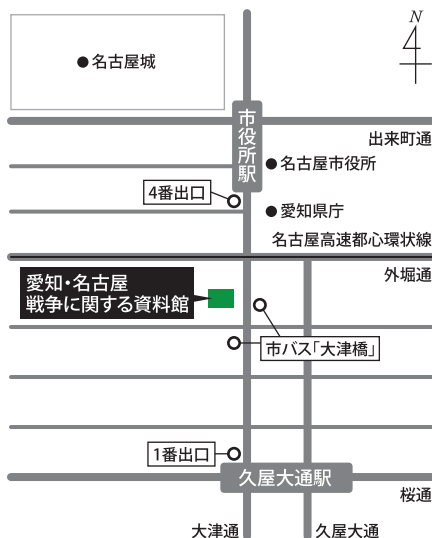 N
名古屋城
市役所駅
出来町通
名古屋市役所
4番出口
愛知県庁
名古屋高速都心環状線
外堀通
愛知・名古屋
戦争に関する資料館
市バス「大津橋」
1番出口
久屋大通駅
桜通
大津通
久屋大通